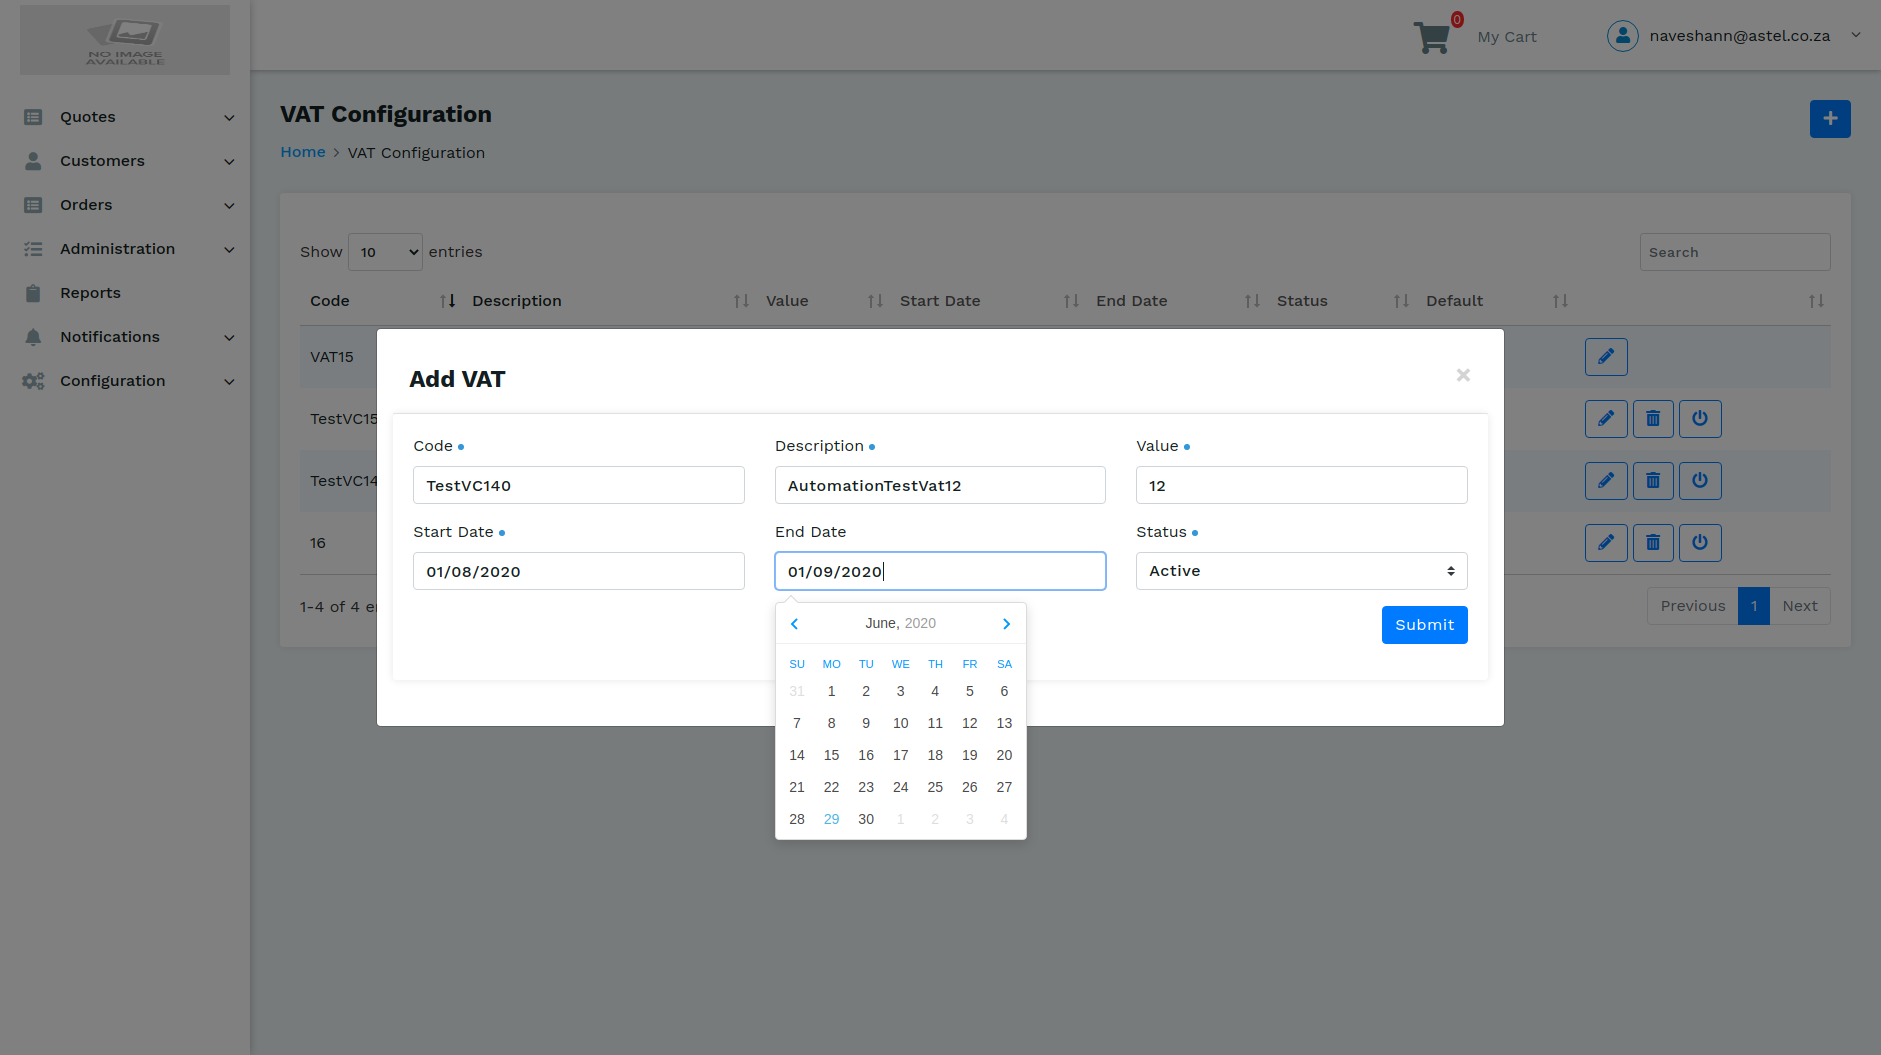 NO IMAGE
AVAILABLE
0
My Cart
naveshann@astel.co.za
Quotes
Customers
Orders
Administration
Reports
Notifications
Configuration
VAT Configuration
Home > VAT Configuration
Show 10 entries
Search
Code Description Value Start Date End Date Status Default
VAT15
TestVC15
TestVC14
16
1-4 of 4 e
Previous 1 Next
Add VAT
×
Code Description Value
TestVC140 AutomationTestVat12 12
Start Date End Date Status
01/08/2020 01/09/2020 Active
Submit
June, 2020
SU MO TU WE TH FR SA
31 1 2 3 4 5 6
7 8 9 10 11 12 13
14 15 16 17 18 19 20
21 22 23 24 25 26 27
28 29 30 1 2 3 4